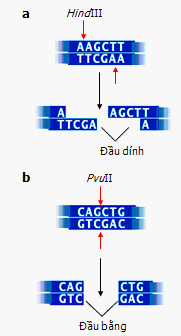 a
HindIII
AAGCTT
TTCGAA
A AGCTT
TTCGA A
Đầu dính
b
PvuII
CAGCTG
GTCGAC
CAG CTG
GTC GAC
Đầu bằng